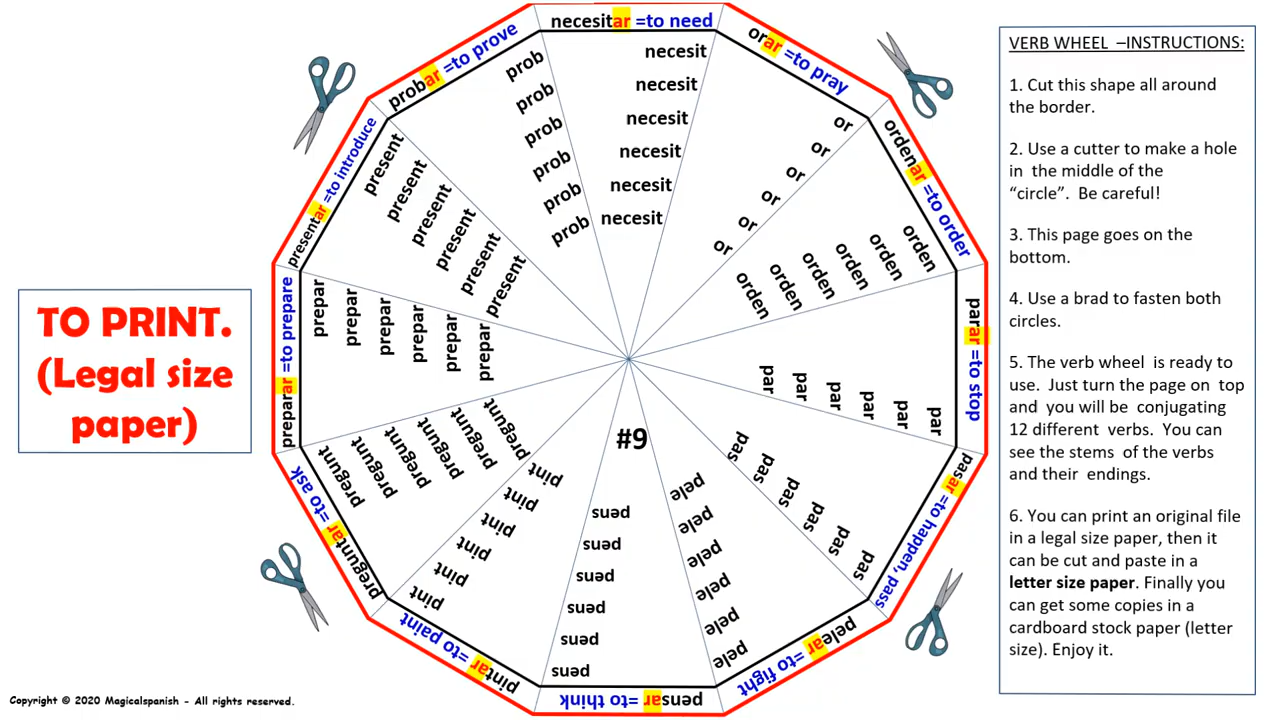 TO PRINT.
(Legal size
paper)
necesitar =to need
necesit
necesit
necesit
necesit
necesit
necesit
orar =to pray
or
or
or
or
or
or
ordenar =to order
orden
orden
orden
orden
orden
orden
parar =to stop
par
par
par
par
par
par
pasar =to happen, pass
pas
pas
pas
pas
pas
pas
pelear =to fight
pele
pele
pele
pele
pele
pele
pensar =to think
pens
pens
pens
pens
pens
pens
pintar =to paint
pint
pint
pint
pint
pint
pint
preguntar =to ask
pregunt
pregunt
pregunt
pregunt
pregunt
pregunt
preparar =to prepare
prepar
prepar
prepar
prepar
prepar
prepar
presentar =to introduce
present
present
present
present
present
present
probar =to prove
prob
prob
prob
prob
prob
prob
#9
VERB WHEEL –INSTRUCTIONS:
1. Cut this shape all around
the border.
2. Use a cutter to make a hole
in the middle of the
“circle”. Be careful!
3. This page goes on the
bottom.
4. Use a brad to fasten both
circles.
5. The verb wheel is ready to
use. Just turn the page on top
and you will be conjugating
12 different verbs. You can
see the stems of the verbs
and their endings.
6. You can print an original file
in a legal size paper, then it
can be cut and paste in a
letter size paper. Finally you
can get some copies in a
cardboard stock paper (letter
size). Enjoy it.
Copyright © 2020 Magicalspanish - All rights reserved.